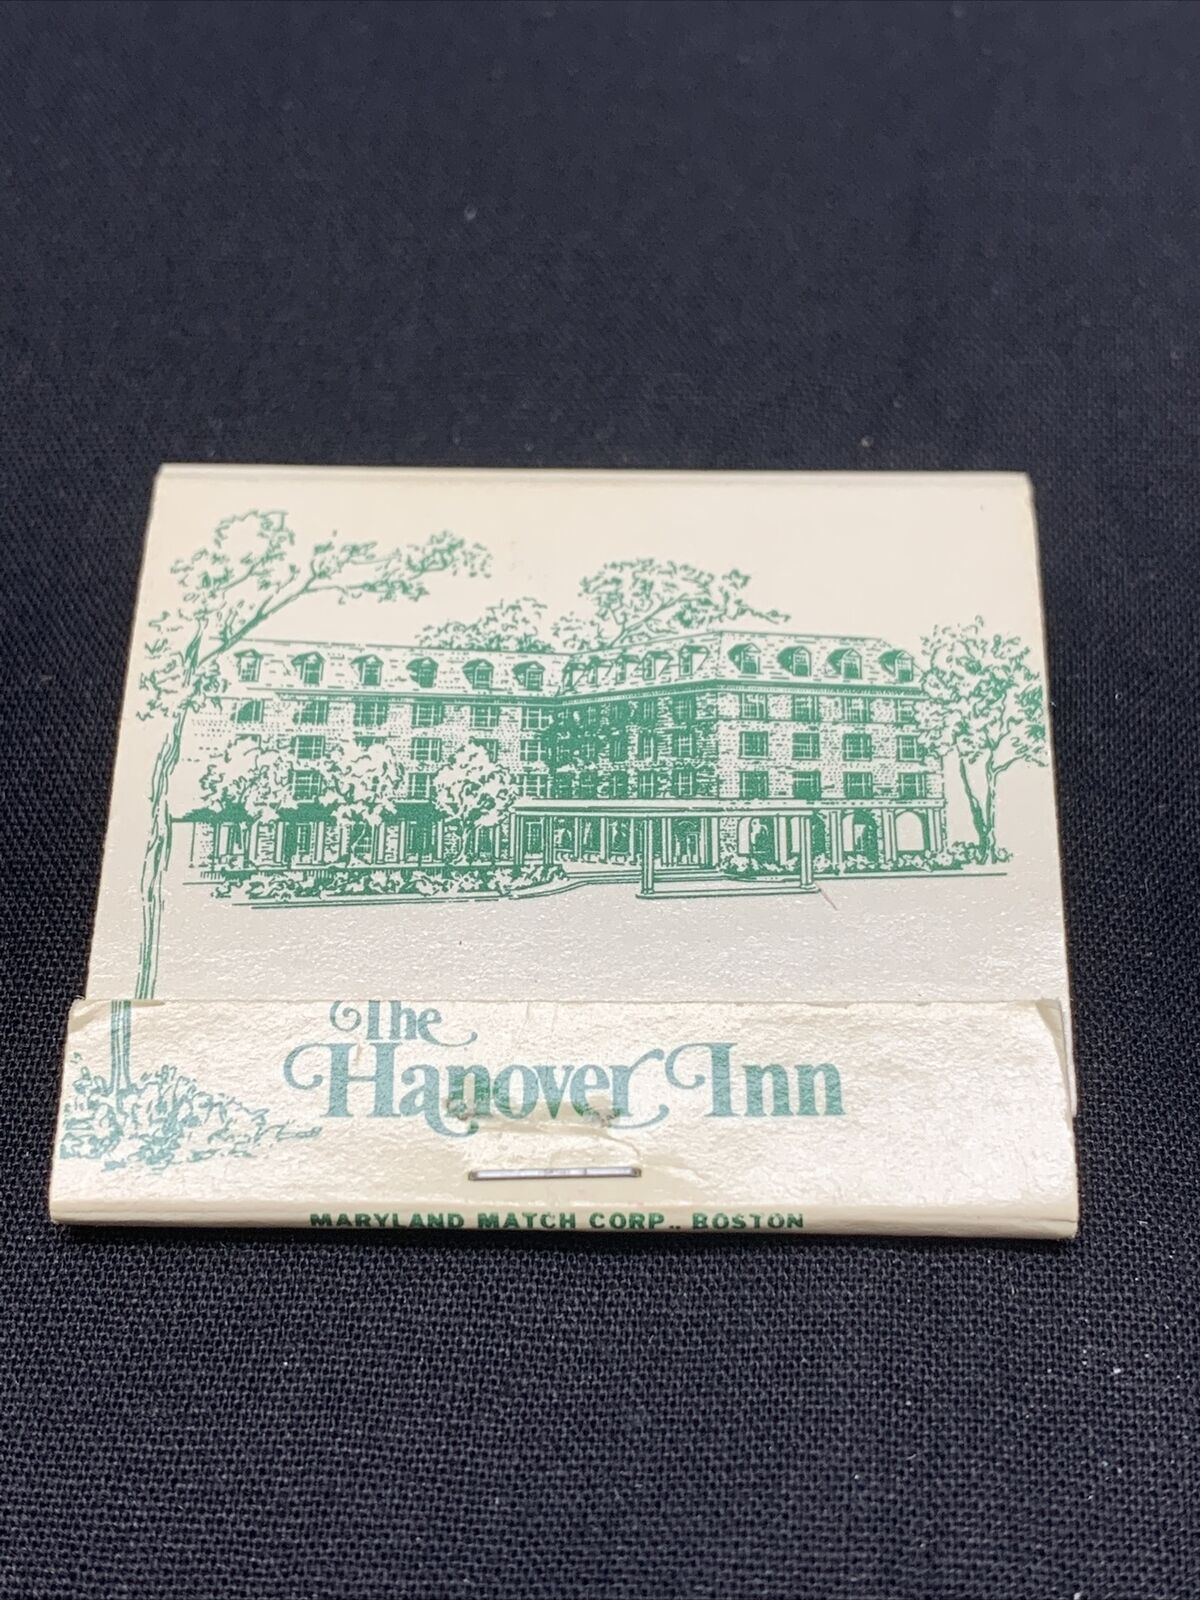 The
Hanover Inn
MARYLAND MATCH CORP., BOSTON